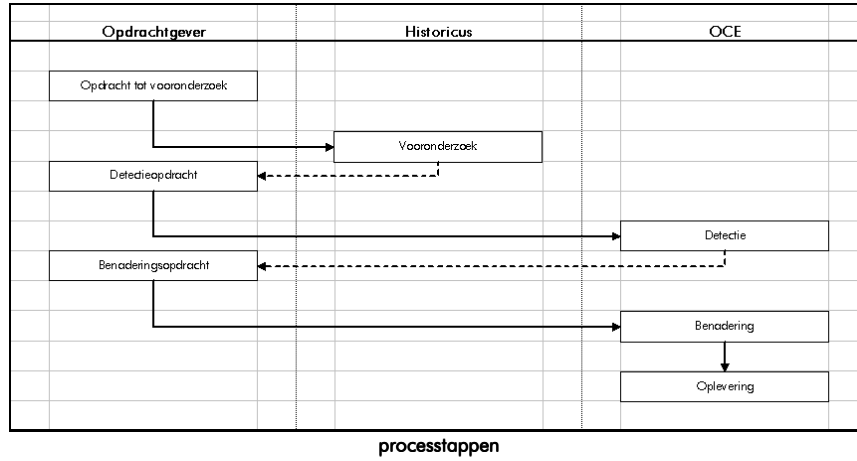 Opdrachtgever Historicus OCE
Opdracht tot vooronderzoek
Vooronderzoek
Detectieopdracht
Detectie
Benaderingsopdracht
Benadering
Oplevering
processtappen